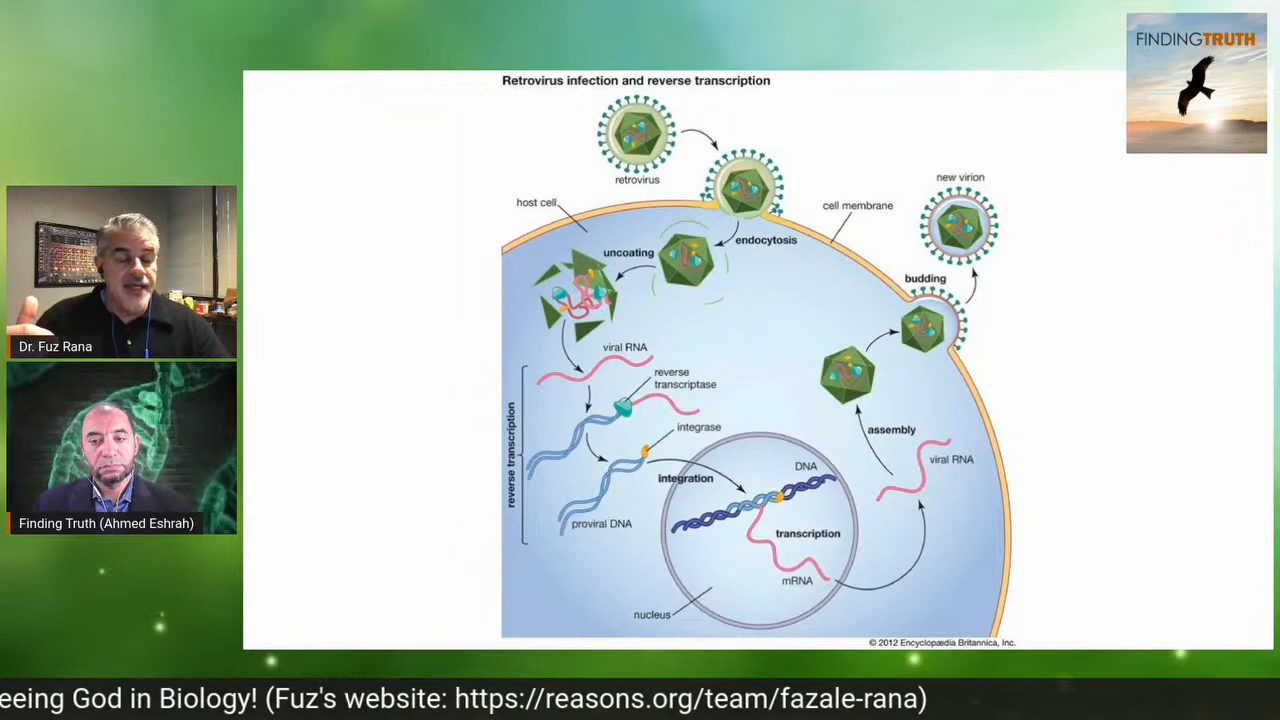 FINDINGTRUTH
Retrovirus infection and reverse transcription
retrovirus
new virion
host cell
cell membrane
endocytosis
uncoating
budding
viral RNA
reverse
transcriptase
integrase
reverse transcription
integration
DNA
assembly
viral RNA
proviral DNA
transcription
mRNA
nucleus
© 2012 Encyclopædia Britannica, Inc.
Dr. Fuz Rana
Finding Truth (Ahmed Eshrah)
eeing God in Biology! (Fuz's website: https://reasons.org/team/fazale-rana)